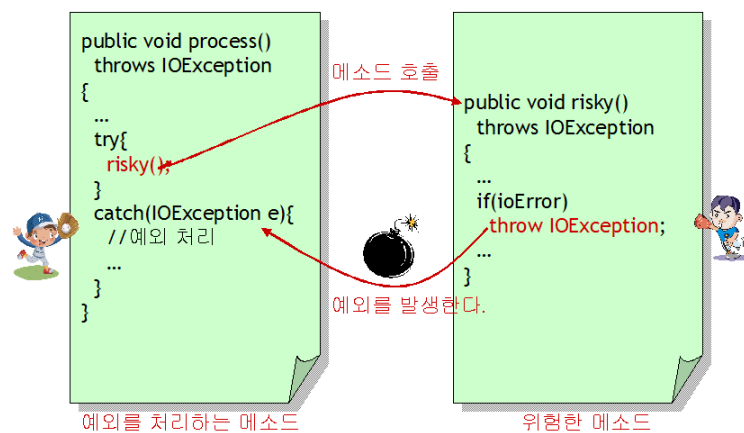 public void process()
throws IOException
{
...
try{
risky();
}
catch(IOException e){
//예외 처리
...
}
}
예외를 처리하는 메소드
메소드 호출
예외를 발생한다.
public void risky()
throws IOException
{
...
if(ioError)
throw IOException;
...
}
위험한 메소드